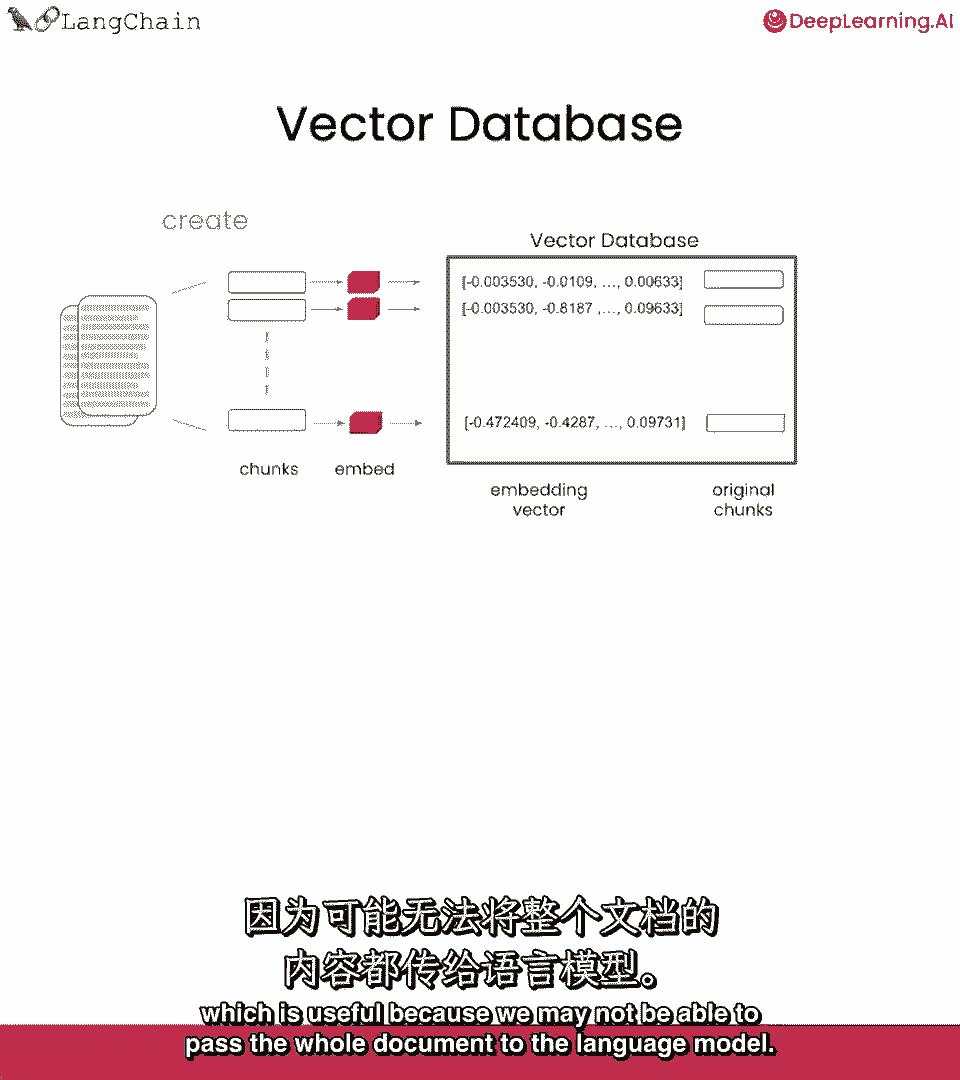 LangChain
DeepLearning.AI
Vector Database
create
Vector Database
[-0.003530, -0.0109, ..., 0.00633]
[-0.003530, -0.8187 ,..., 0.09633]
[-0.472409, -0.4287, ..., 0.09731]
chunks
embed
embedding
vector
original
chunks
因为可能无法将整个文档的
内容都传给语言模型。
which is useful because we may not be able to
pass the whole document to the language model.